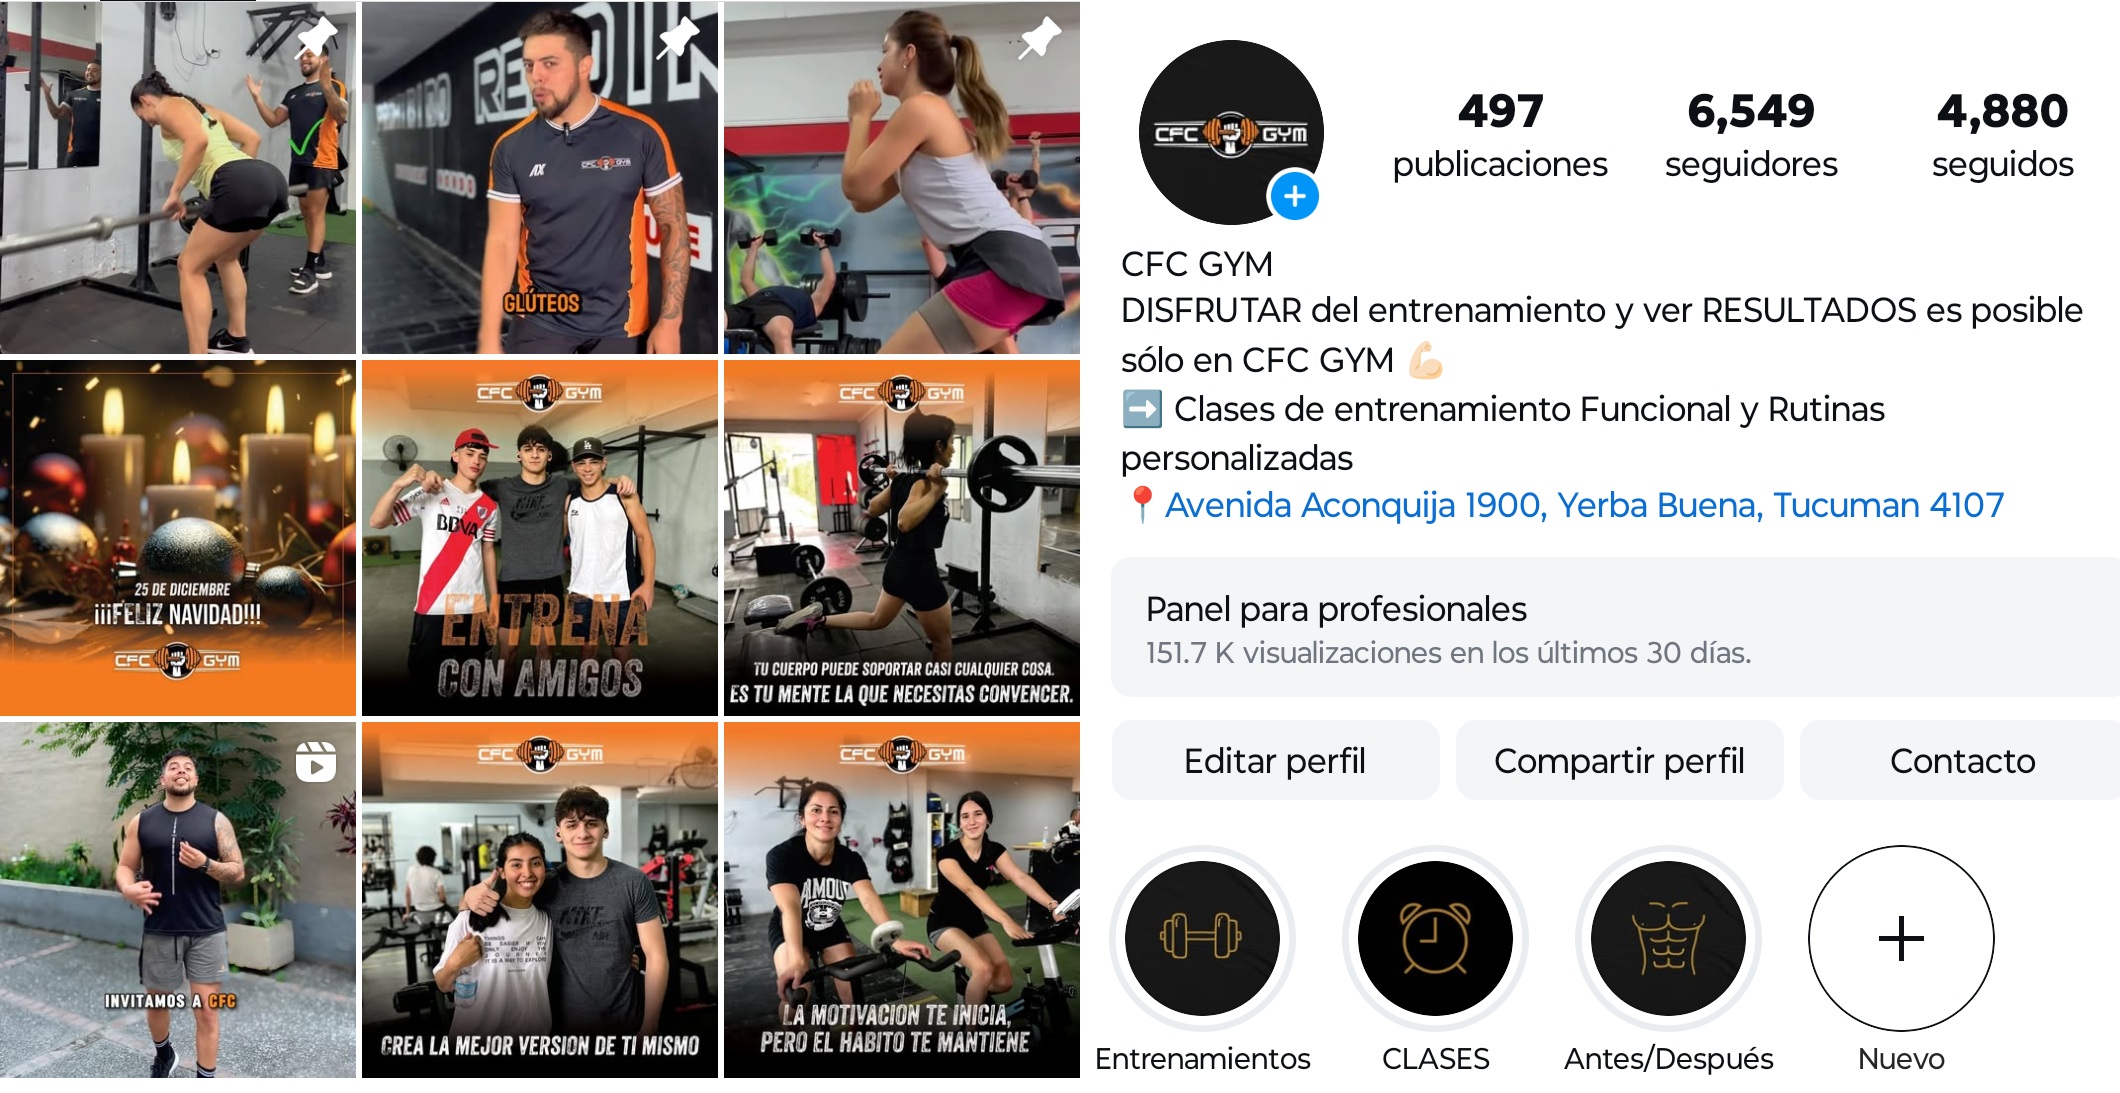 GLÚTEOS
25 DE DICIEMBRE
¡¡¡FELIZ NAVIDAD!!!
CFC GYM
CFC GYM
BBVA
ENTRENA
CON AMIGOS
CFC GYM
TU CUERPO PUEDE SOPORTAR CASI CUALQUIER COSA.
ES TU MENTE LA QUE NECESITAS CONVENCER.
INVITAMOS A CFC
CFC GYM
CREA LA MEJOR VERSION DE TI MISMO
CFC GYM
LA MOTIVACION TE INICIA,
PERO EL HABITO TE MANTIENE
CFC GYM
497
publicaciones
6,549
seguidores
4,880
seguidos
CFC GYM
DISFRUTAR del entrenamiento y ver RESULTADOS es posible
sólo en CFC GYM 💪🏻
➡️ Clases de entrenamiento Funcional y Rutinas
personalizadas
📍Avenida Aconquija 1900, Yerba Buena, Tucuman 4107
Panel para profesionales
151.7 K visualizaciones en los últimos 30 días.
Editar perfil
Compartir perfil
Contacto
Entrenamientos
CLASES
Antes/Después
Nuevo